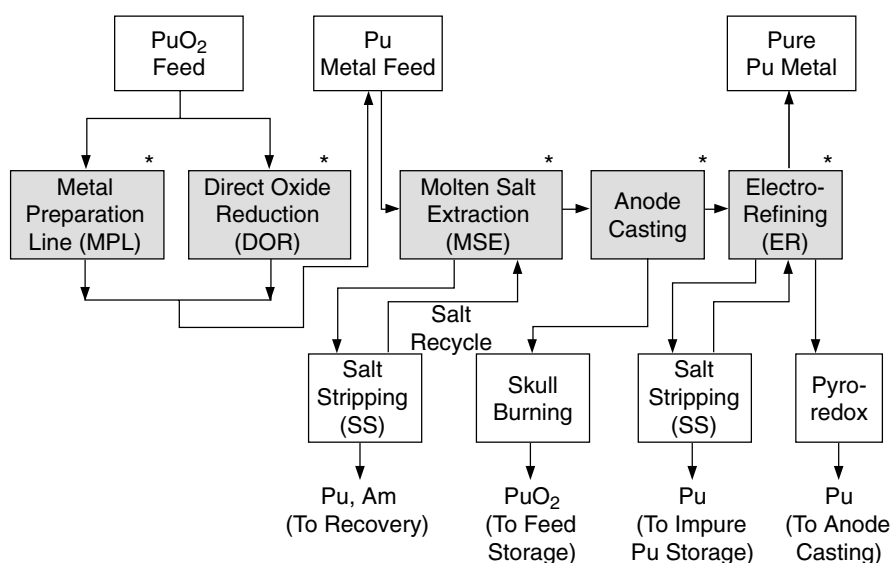 PuO2
Feed
Pu
Metal Feed
Pure
Pu Metal
*
*
*
*
*
Metal
Preparation
Line (MPL)
Direct Oxide
Reduction
(DOR)
Molten Salt
Extraction
(MSE)
Anode
Casting
Electro-
Refining
(ER)
Salt
Recycle
Salt
Stripping
(SS)
Skull
Burning
Salt
Stripping
(SS)
Pyro-
redox
Pu, Am
(To Recovery)
PuO2
(To Feed
Storage)
Pu
(To Impure
Pu Storage)
Pu
(To Anode
Casting)